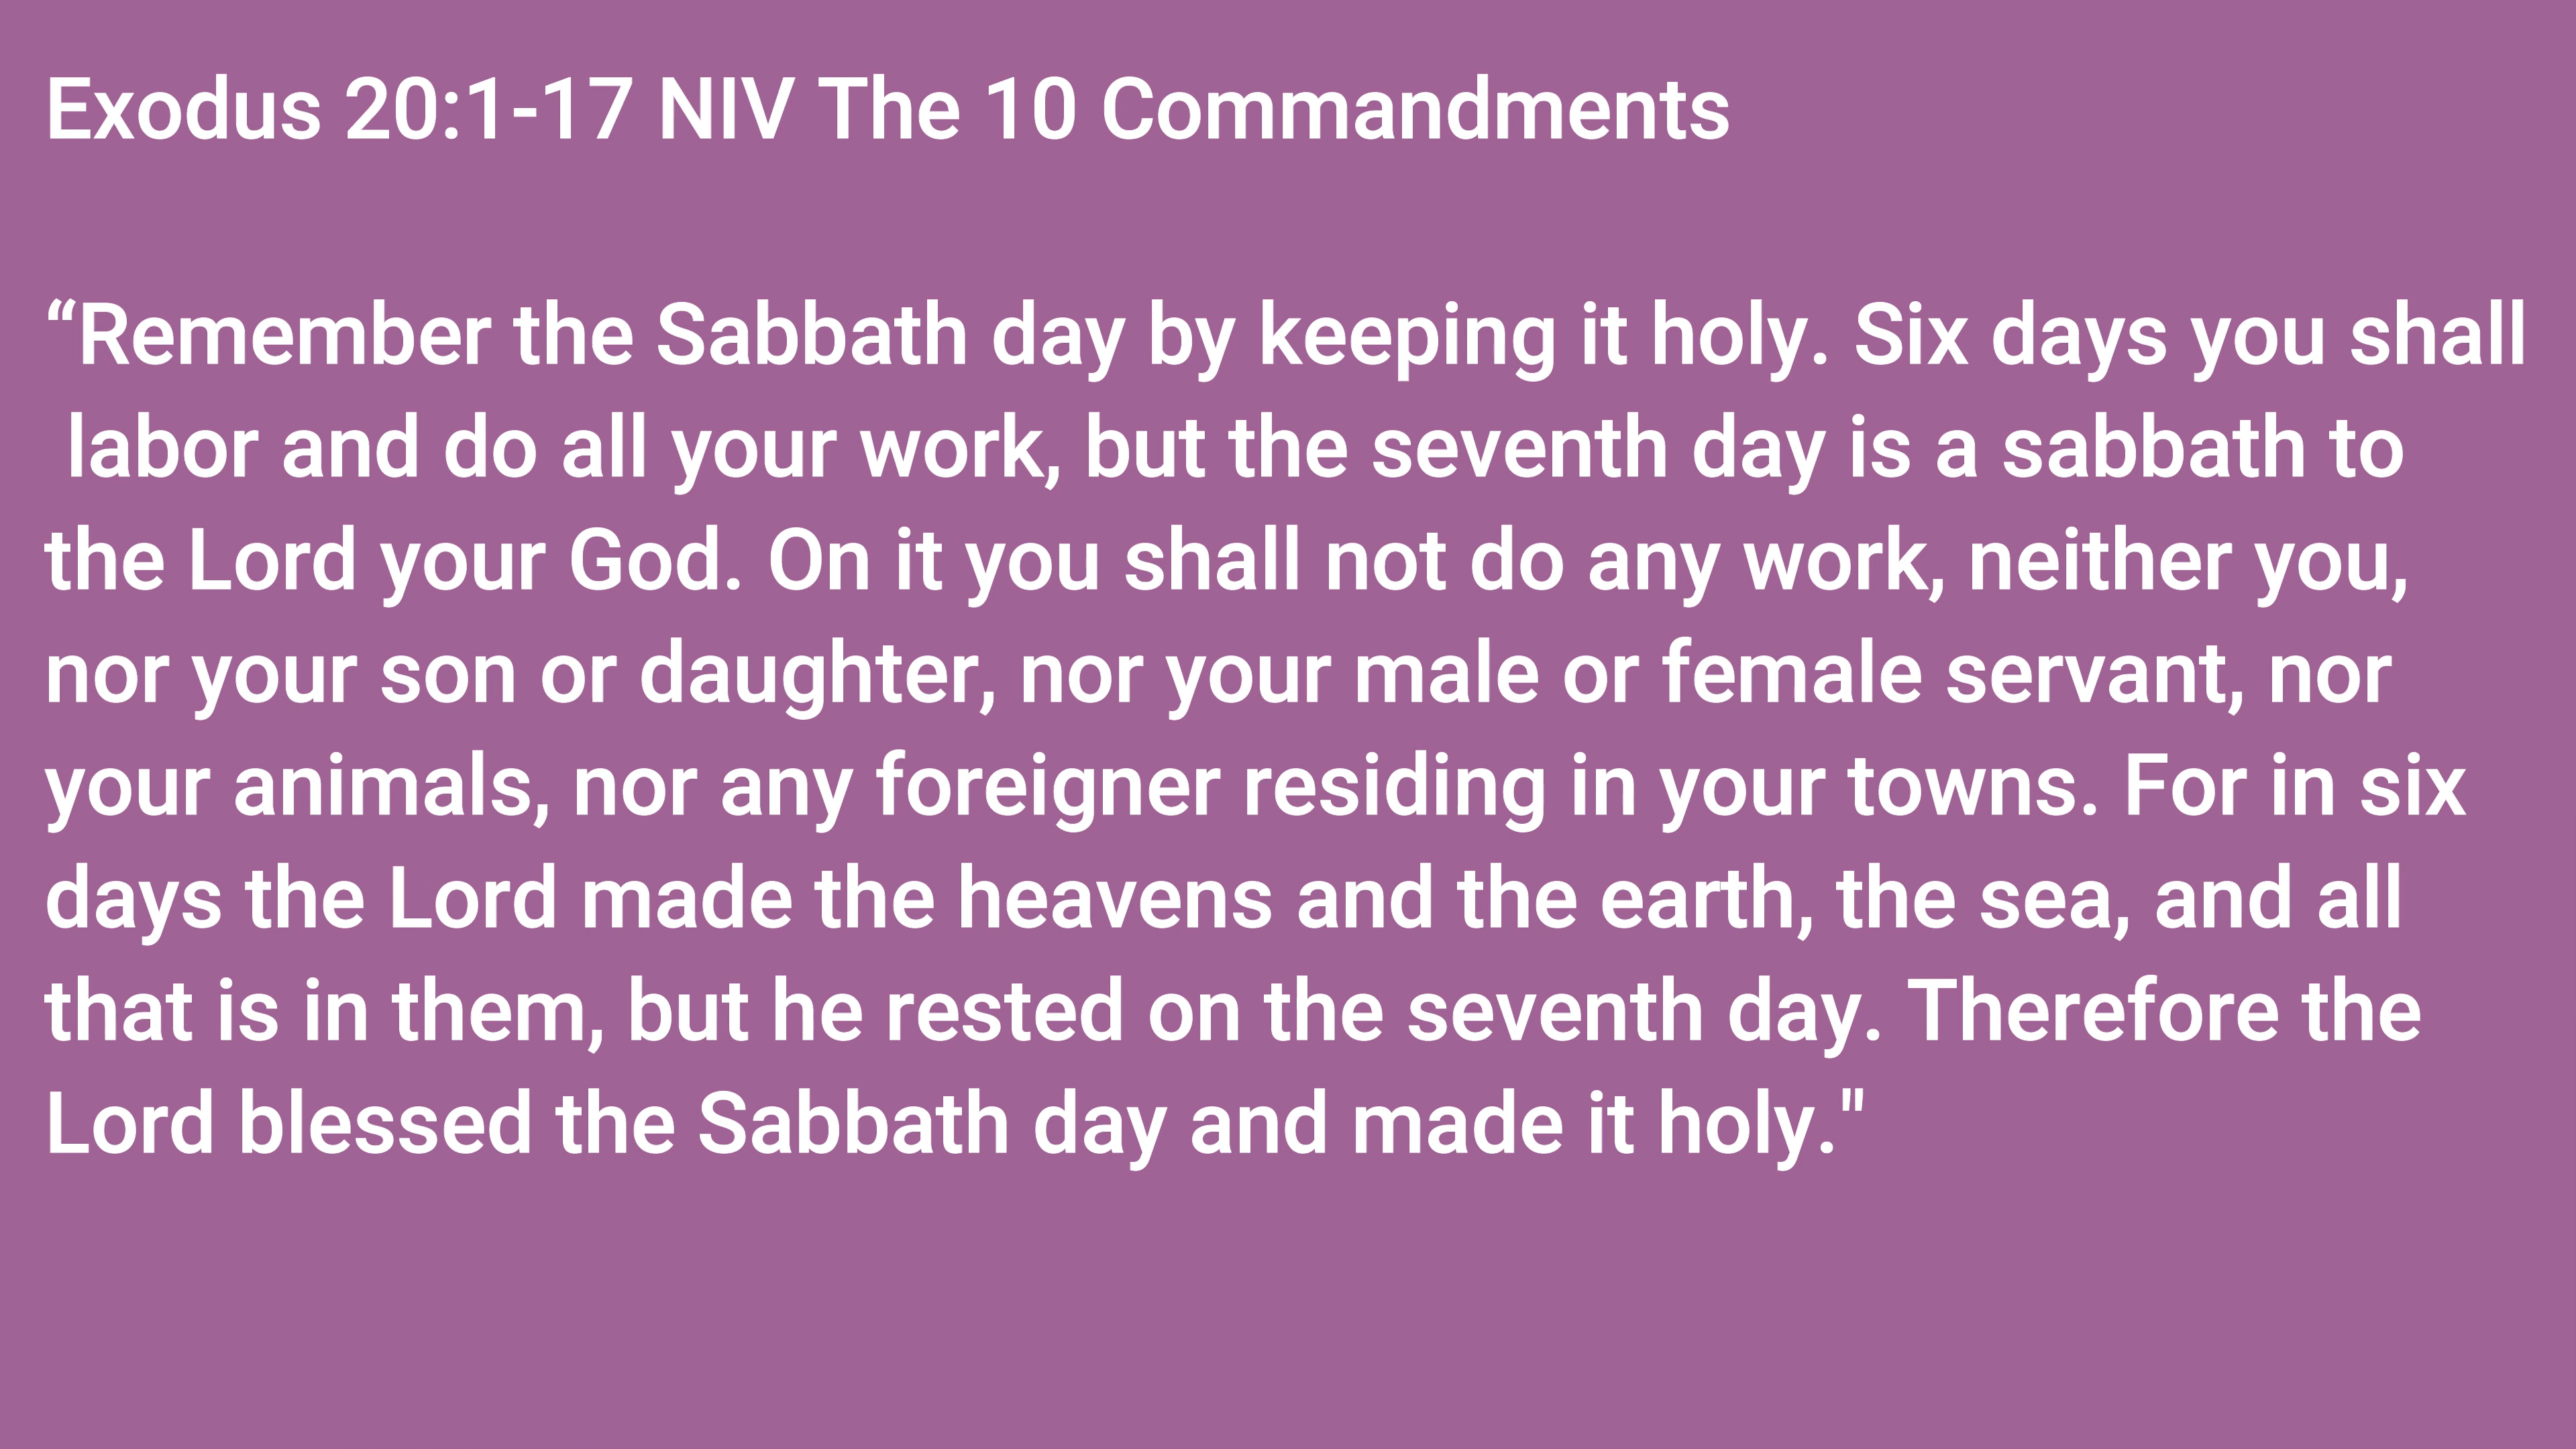 Exodus 20:1-17 NIV The 10 Commandments
“Remember the Sabbath day by keeping it holy. Six days you shall
labor and do all your work, but the seventh day is a sabbath to
the Lord your God. On it you shall not do any work, neither you,
nor your son or daughter, nor your male or female servant, nor
your animals, nor any foreigner residing in your towns. For in six
days the Lord made the heavens and the earth, the sea, and all
that is in them, but he rested on the seventh day. Therefore the
Lord blessed the Sabbath day and made it holy."